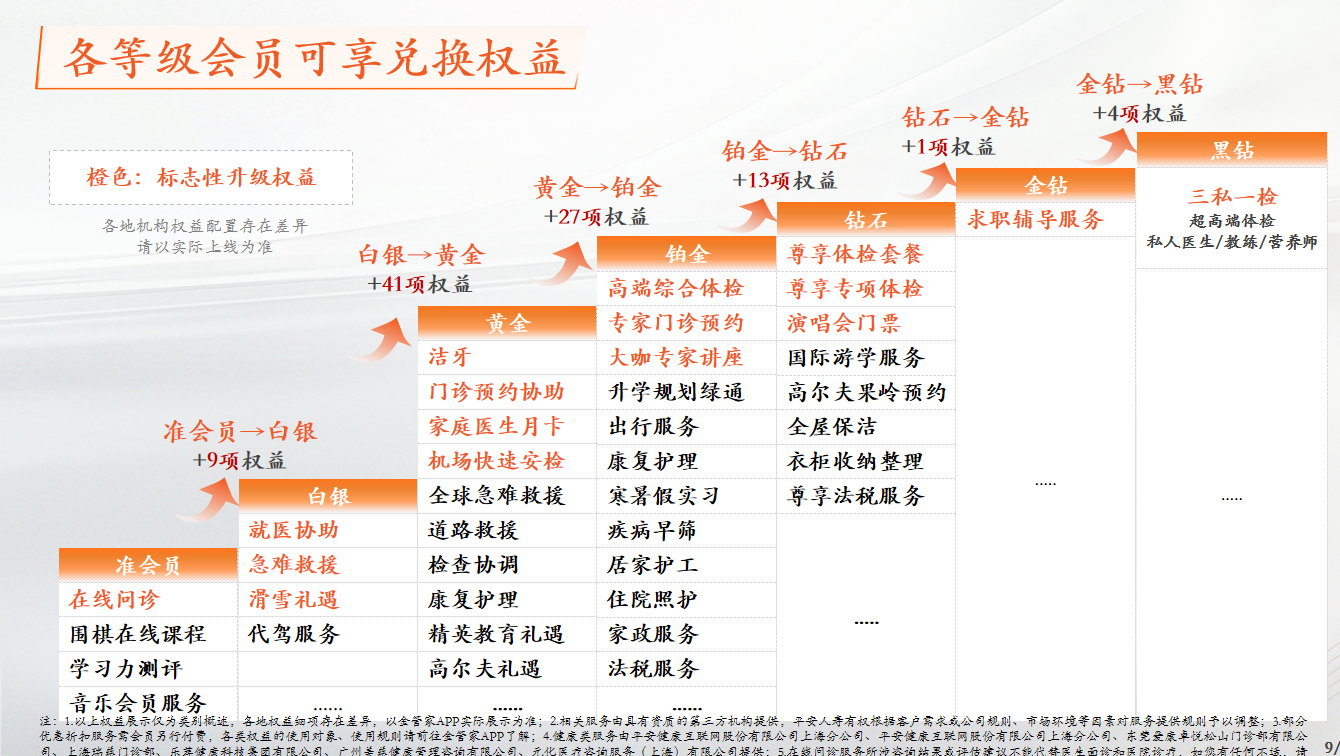 各等级会员可享兑换权益
橙色：标志性升级权益
各地机构权益配置存在差异
请以实际上线为准
准会员→白银
+9项权益
白银→黄金
+41项权益
黄金→铂金
+27项权益
铂金→钻石
+13项权益
钻石→金钻
+1项权益
金钻→黑钻
+4项权益
准会员
在线问诊
围棋在线课程
学习力测评
音乐会员服务
白银
就医协助
急难救援
滑雪礼遇
代驾服务
......
黄金
洁牙
门诊预约协助
家庭医生月卡
机场快速安检
全球急难救援
道路救援
检查协调
康复护理
精英教育礼遇
高尔夫礼遇
......
铂金
高端综合体检
专家门诊预约
大咖专家讲座
升学规划绿通
出行服务
康复护理
寒暑假实习
疾病早筛
居家护工
住院照护
家政服务
法税服务
......
钻石
尊享体检套餐
尊享专项体检
演唱会门票
国际游学服务
高尔夫果岭预约
全屋保洁
衣柜收纳整理
尊享法税服务
.....
金钻
求职辅导服务
.....
黑钻
三私一检
超高端体检
私人医生/教练/营养师
.....
注：1.以上权益展示仅为类别概述，各地权益细项存在差异，以金管家APP实际展示为准；2.相关服务由具有资质的第三方机构提供，平安人寿有权根据客户需求或公司规则、市场环境等因素对服务提供规则予以调整；3.部分
优惠折扣服务需会员另行付费，各类权益的使用对象、使用规则请前往金管家APP了解；4.健康类服务由平安健康互联网股份有限公司上海分公司、平安健康互联网股份有限公司上海分公司、东莞爱康卓悦松山门诊部有限公
司、上海瑞慈门诊部、乐荐健康科技集团有限公司、广州善慈健康管理咨询有限公司、元化医疗咨询服务（上海）有限公司提供；5.在线问诊服务所涉咨询结果或评估建议不能代替医生面诊和医院诊疗，如您有任何不适，请
9